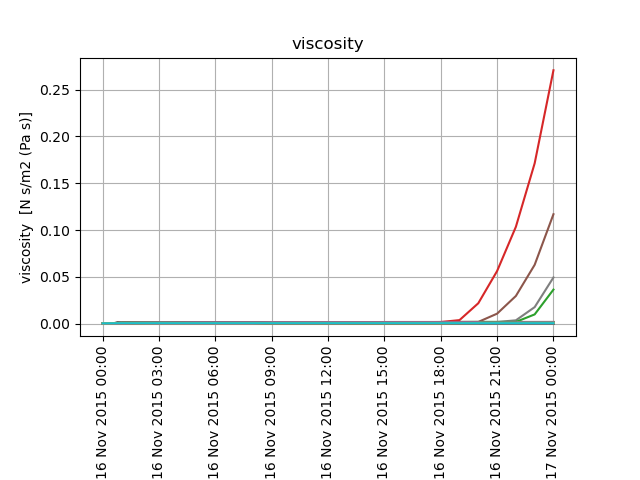 viscosity
viscosity  [N s/m2 (Pa s)]
0.25
0.20
0.15
0.10
0.05
0.00
16 Nov 2015 00:00
16 Nov 2015 03:00
16 Nov 2015 06:00
16 Nov 2015 09:00
16 Nov 2015 12:00
16 Nov 2015 15:00
16 Nov 2015 18:00
16 Nov 2015 21:00
17 Nov 2015 00:00